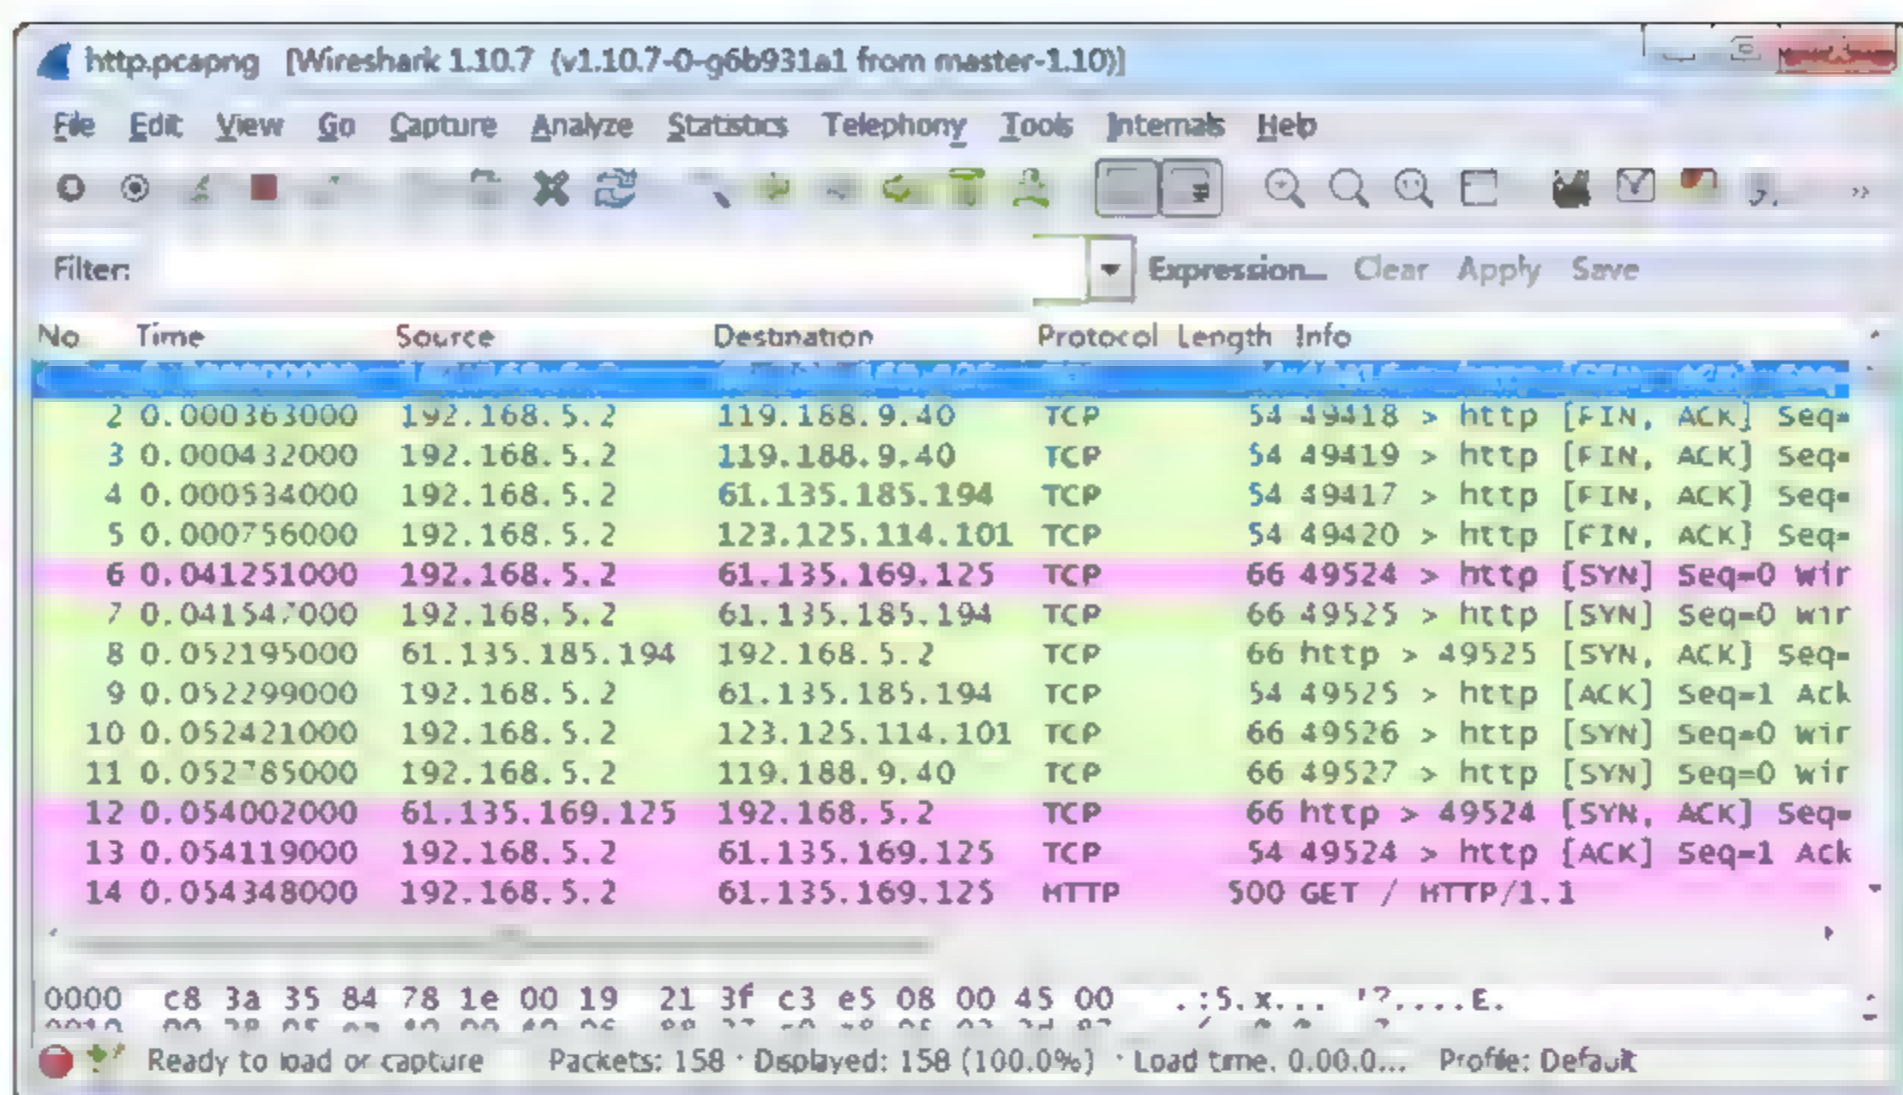 http.pcapng [Wireshark 1.10.7 (v1.10.7-0-g6b931a1 from master-1.10)]
File Edit View Go Capture Analyze Statistics Telephony Tools Internals Help
Filter: Expression... Clear Apply Save
No. Time Source Destination Protocol Length Info
2 0.000363000 192.168.5.2 119.188.9.40 TCP 54 49418 > http [FIN, ACK] Seq=
3 0.000432000 192.168.5.2 119.188.9.40 TCP 54 49419 > http [FIN, ACK] Seq=
4 0.000534000 192.168.5.2 61.135.185.194 TCP 54 49417 > http [FIN, ACK] Seq=
5 0.000756000 192.168.5.2 123.125.114.101 TCP 54 49420 > http [FIN, ACK] Seq=
6 0.041251000 192.168.5.2 61.135.169.125 TCP 66 49524 > http [SYN] Seq=0 Wir
7 0.041547000 192.168.5.2 61.135.185.194 TCP 66 49525 > http [SYN] Seq=0 Wir
8 0.052195000 61.135.185.194 192.168.5.2 TCP 66 http > 49525 [SYN, ACK] Seq=
9 0.052299000 192.168.5.2 61.135.185.194 TCP 54 49525 > http [ACK] Seq=1 Ack
10 0.052421000 192.168.5.2 123.125.114.101 TCP 66 49526 > http [SYN] Seq=0 Wir
11 0.052785000 192.168.5.2 119.188.9.40 TCP 66 49527 > http [SYN] Seq=0 Wir
12 0.054002000 61.135.169.125 192.168.5.2 TCP 66 http > 49524 [SYN, ACK] Seq=
13 0.054119000 192.168.5.2 61.135.169.125 TCP 54 49524 > http [ACK] Seq=1 Ack
14 0.054348000 192.168.5.2 61.135.169.125 HTTP 500 GET / HTTP/1.1
0000 c8 3a 35 84 78 1e 00 19 21 3f c3 e5 08 00 45 00 .:5.x... !?....E.
Ready to load or capture Packets: 158 · Displayed: 158 (100.0%) · Load time: 0:00.0... Profile: Default